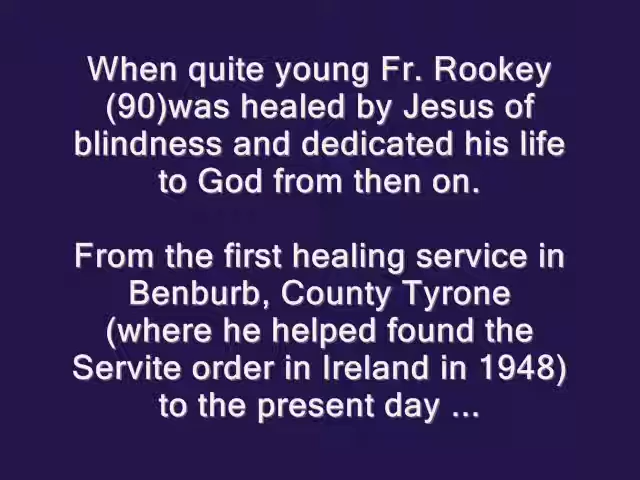 When quite young Fr. Rookey
(90)was healed by Jesus of
blindness and dedicated his life
to God from then on.
From the first healing service in
Benburb, County Tyrone
(where he helped found the
Servite order in Ireland in 1948)
to the present day ...